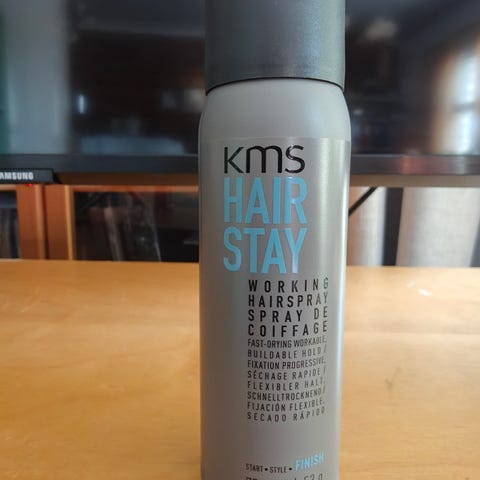 SAMSUNG
KMS
HAIR
STAY
WORKING
HAIRSPRAY
SPRAY DE
COIFFAGE
FAST-DRYING WORKABLE,
BUILDABLE HOLD /
FIXATION PROGRESSIVE,
SÉCHAGE RAPIDE /
FLEXIBLER HALT,
SCHNELLTROCKNEND /
FIJACIÓN FLEXIBLE,
SECADO RÁPIDO
START • STYLE • FINISH